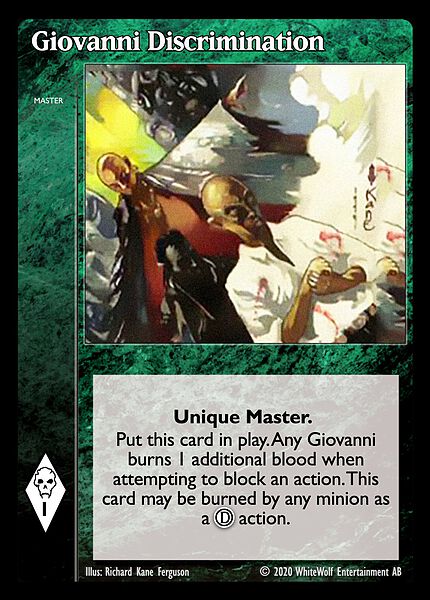 Giovanni Discrimination
MASTER
Unique Master.
Put this card in play. Any Giovanni
burns 1 additional blood when
attempting to block an action. This
card may be burned by any minion as
a Ⓓ action.
1
Illus: Richard Kane Ferguson
© 2020 WhiteWolf Entertainment AB